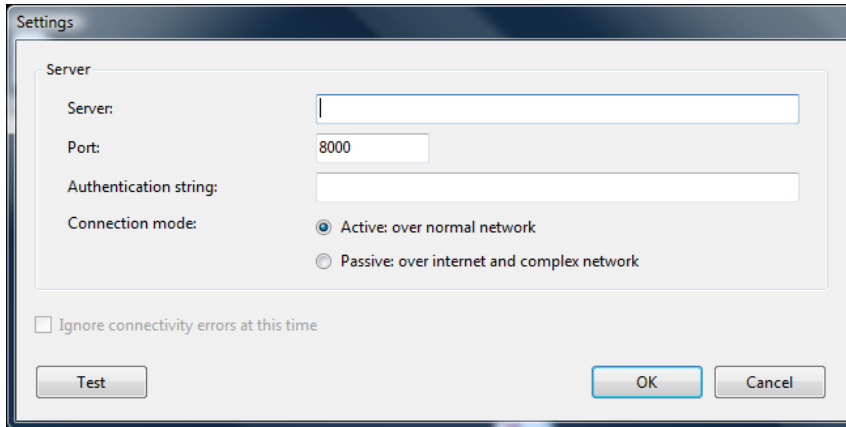 Settings
Server
Server:
Port: 8000
Authentication string:
Connection mode: Active: over normal network
Passive: over internet and complex network
Ignore connectivity errors at this time
Test OK Cancel